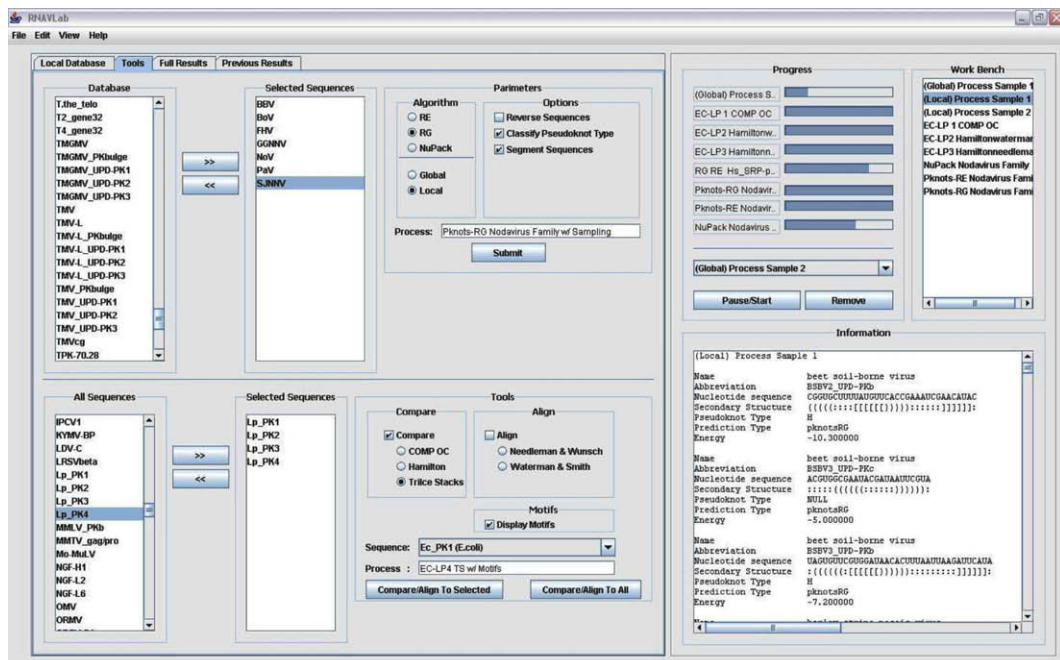 RNAVLab
File Edit View Help
Local Database Tools Full Results Previous Results
Database
T.the_telo
T2_gene32
T4_gene32
TMGMV
TMGMV_PKbulge
TMGMV_UPD-PK1
TMGMV_UPD-PK2
TMGMV_UPD-PK3
TMV
TMV-L
TMV-L_PKbulge
TMV-L_UPD-PK1
TMV-L_UPD-PK2
TMV-L_UPD-PK3
TMV_PKbulge
TMV_UPD-PK1
TMV_UPD-PK2
TMV_UPD-PK3
TMVcg
TPK-70.28
>>
<<
Selected Sequences
BBV
BoV
FHV
GGNNV
NoV
PaV
SJNNV
Parimeters
Algorithm
RE
RG
NuPack
Global
Local
Options
Reverse Sequences
Classify Pseudoknot Type
Segment Sequences
Process: Pknots-RG Nodavirus Family w/ Sampling
Submit
All Sequences
IPCV1
KYMV-BP
LDV-C
LRSVbeta
Lp_PK1
Lp_PK2
Lp_PK3
Lp_PK4
MMLV_PKb
MMTV_gag/pro
Mo-MuLV
NGF-H1
NGF-L2
NGF-L6
OMV
ORMV
>>
<<
Selected Sequences
Lp_PK1
Lp_PK2
Lp_PK3
Lp_PK4
Tools
Compare
Compare
COMP OC
Hamilton
Trilce Stacks
Align
Align
Needleman & Wunsch
Waterman & Smith
Motifs
Display Motifs
Sequence: Ec_PK1 (E.coli)
Process : EC-LP4 TS w/ Motifs
Compare/Align To Selected Compare/Align To All
Progress
(Global) Process S..
EC-LP 1 COMP OC
EC-LP2 Hamiltonw..
EC-LP3 Hamiltonn..
RG RE Hs_SRP-p..
Pknots-RG Nodavir..
Pknots-RE Nodavir..
NuPack Nodavirus ..
(Global) Process Sample 2
Pause/Start Remove
Work Bench
(Global) Process Sample 1
(Local) Process Sample 1
(Local) Process Sample 2
EC-LP 1 COMP OC
EC-LP2 Hamiltonwaterman
EC-LP3 Hamiltonneedlema
NuPack Nodavirus Family
Pknots-RE Nodavirus Fami
Pknots-RG Nodavirus Fam
Information
(Local) Process Sample 1
Name beet soil-borne virus
Abbreviation BSBV2_UPD-PKb
Nucleotide sequence CGGUGCUUUUAUGUUCACCGAAAUCGAACAUAC
Secondary Structure (((((::::[[[[[[)))))::::::]]]]]]:
Pseudoknot Type H
Prediction Type pknotsRG
Energy -10.300000
Name beet soil-borne virus
Abbreviation BSBV3_UPD-PKc
Nucleotide sequence ACGUGGCGAAUACGAUAAUUCGUA
Secondary Structure :::::((((((::::::)))))):
Pseudoknot Type NULL
Prediction Type pknotsRG
Energy -5.000000
Name beet soil-borne virus
Abbreviation BSBV3_UPD-PKb
Nucleotide sequence UAGUGUUCGUGGAUAACACUUUAAUUAAGAUUCAUA
Secondary Structure :((((((:[[[[[[))))))::::::::::]]]]]]:
Pseudoknot Type H
Prediction Type pknotsRG
Energy -7.200000